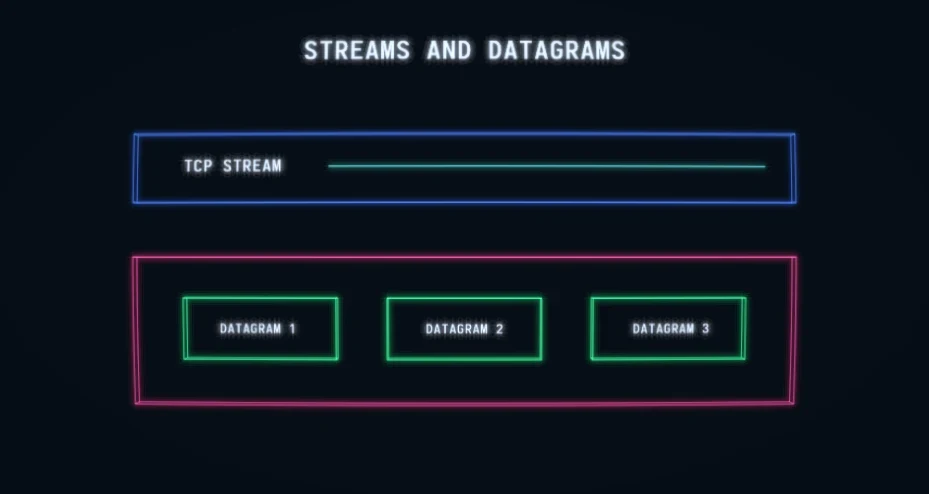 STREAMS AND DATAGRAMS
TCP STREAM
DATAGRAM 1
DATAGRAM 2
DATAGRAM 3